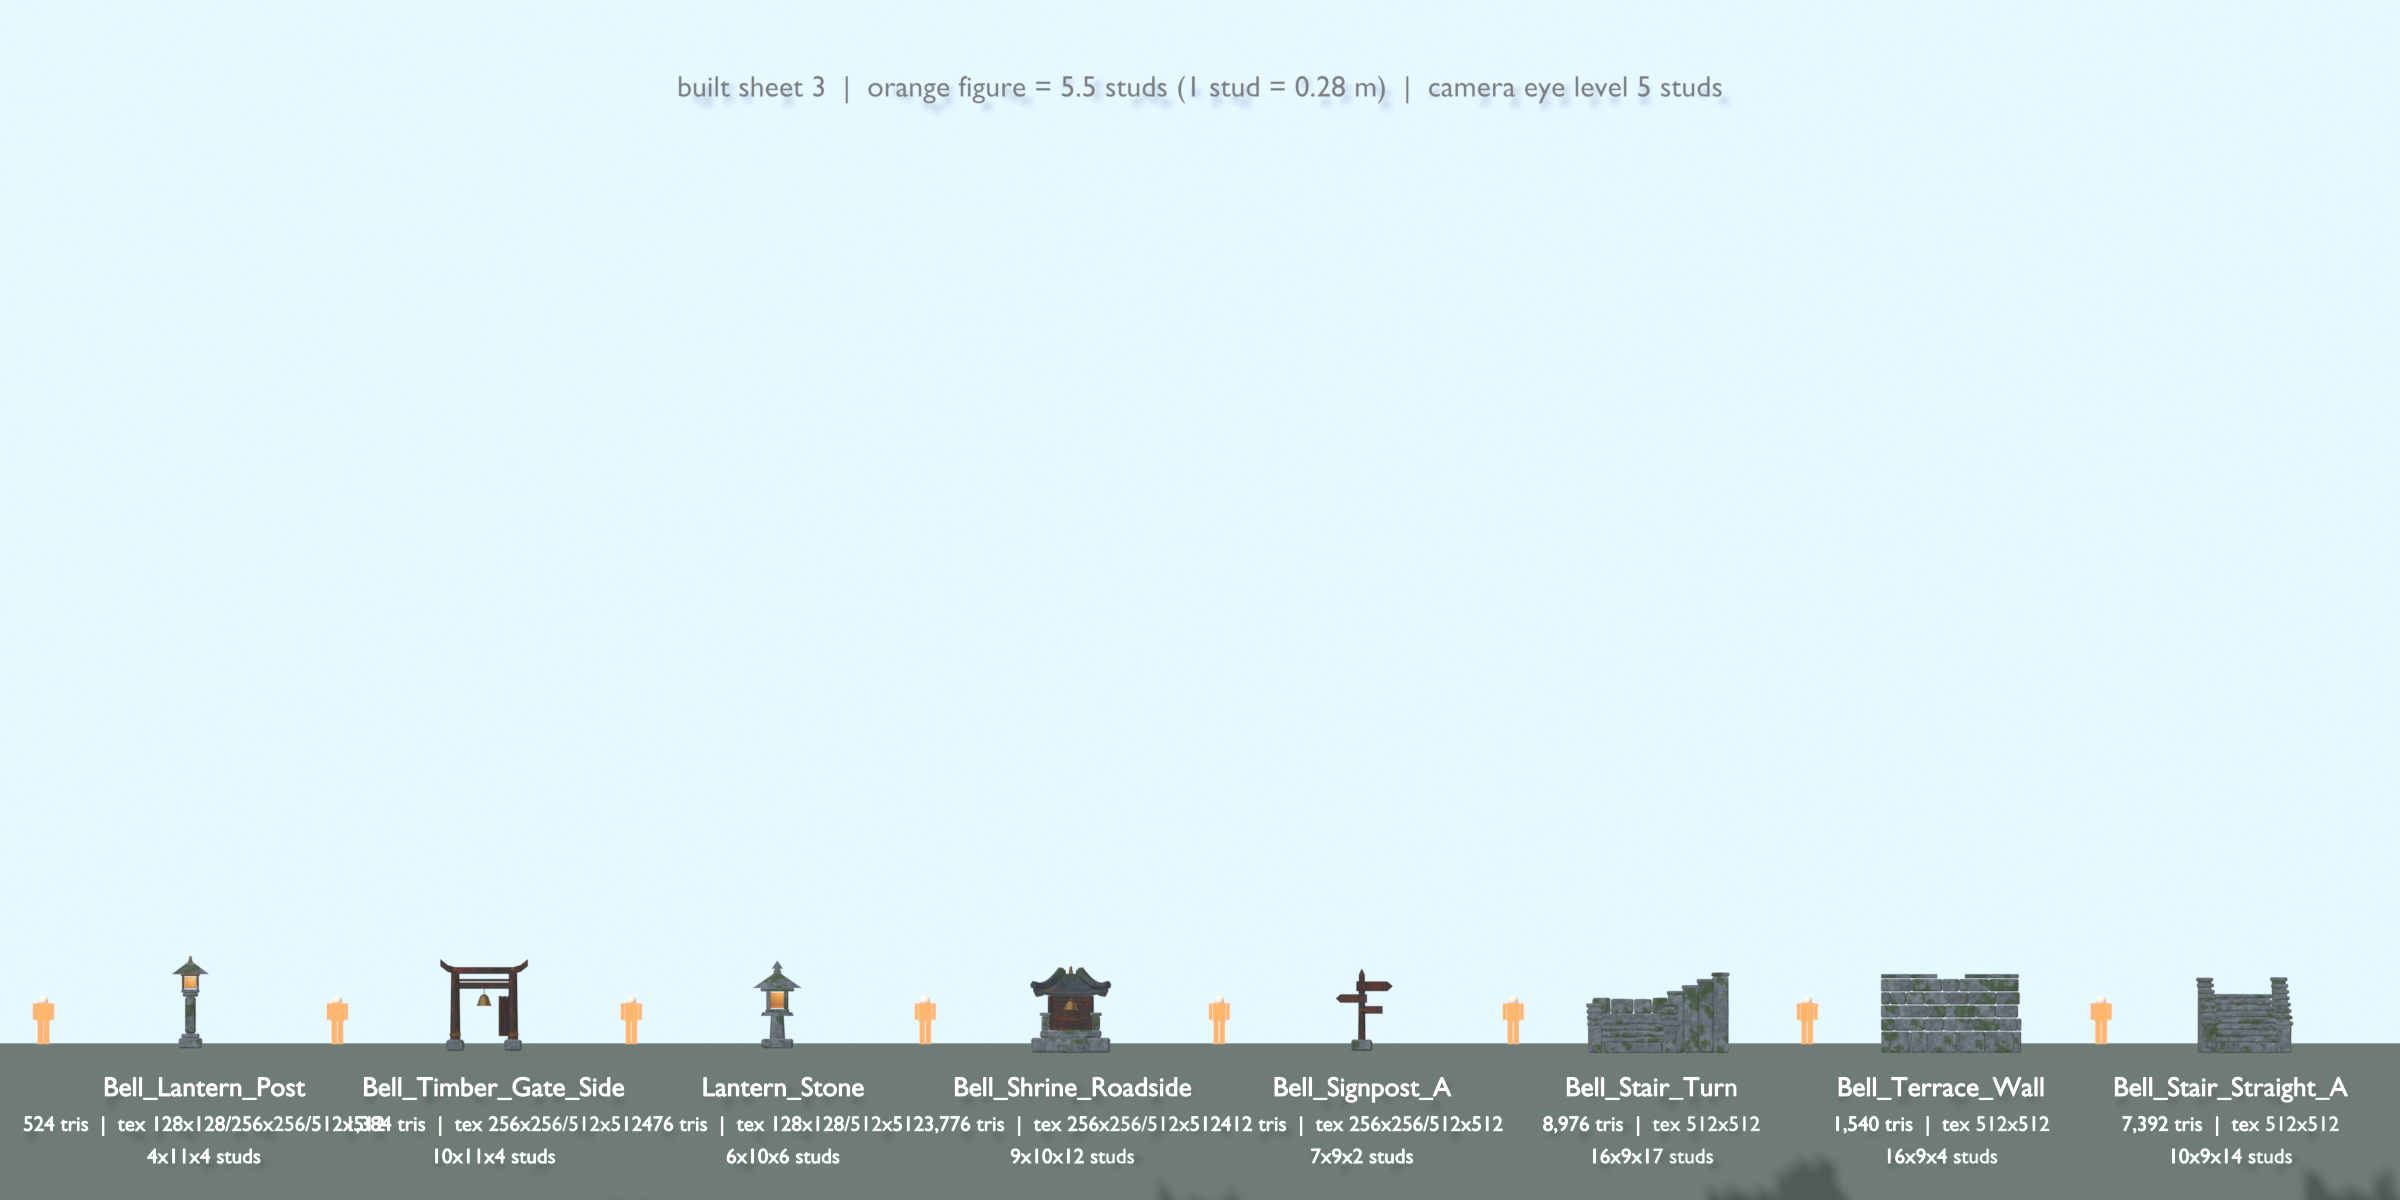 built sheet 3 | orange figure = 5.5 studs (1 stud = 0.28 m) | camera eye level 5 studs
Bell_Lantern_Post Bell_Timber_Gate_Side Lantern_Stone Bell_Shrine_Roadside Bell_Signpost_A Bell_Stair_Turn Bell_Terrace_Wall Bell_Stair_Straight_A
524 tris | tex 128x128/256x256/512x512 1,384 tris | tex 256x256/512x512 476 tris | tex 128x128/512x512 3,776 tris | tex 256x256/512x512 412 tris | tex 256x256/512x512 8,976 tris | tex 512x512 1,540 tris | tex 512x512 7,392 tris | tex 512x512
4x11x4 studs 10x11x4 studs 6x10x6 studs 9x10x12 studs 7x9x2 studs 16x9x17 studs 16x9x4 studs 10x9x14 studs